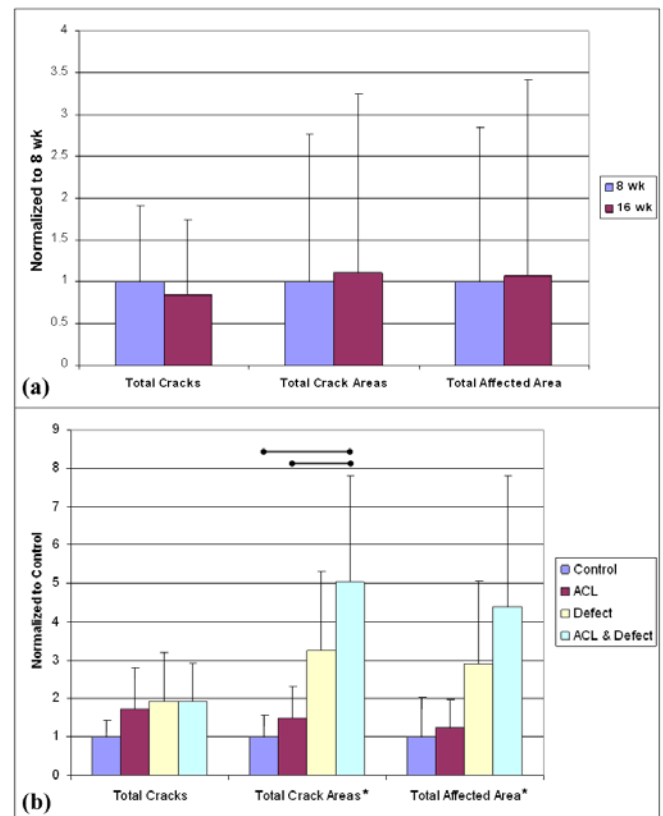 4
3.5
3
2.5
2
1.5
1
0.5
0
Normalized to 8 wk
8 wk
16 wk
Total Cracks
Total Crack Areas
Total Affected Area
(a)
9
8
7
6
5
4
3
2
1
0
Normalized to Control
Control
ACL
Defect
ACL & Defect
Total Cracks
Total Crack Areas*
Total Affected Area*
(b)